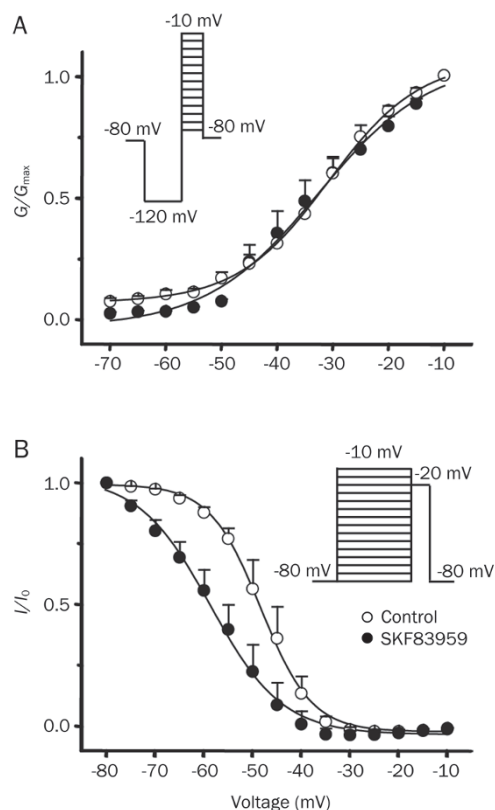 A
-10 mV
1.0
-80 mV
-80 mV
G/Gmax
0.5
-120 mV
0.0
-70 -60 -50 -40 -30 -20 -10
B
-10 mV
1.0
-20 mV
-80 mV
-80 mV
I/I0
0.5
Control
SKF83959
0.0
-80 -70 -60 -50 -40 -30 -20 -10
Voltage (mV)